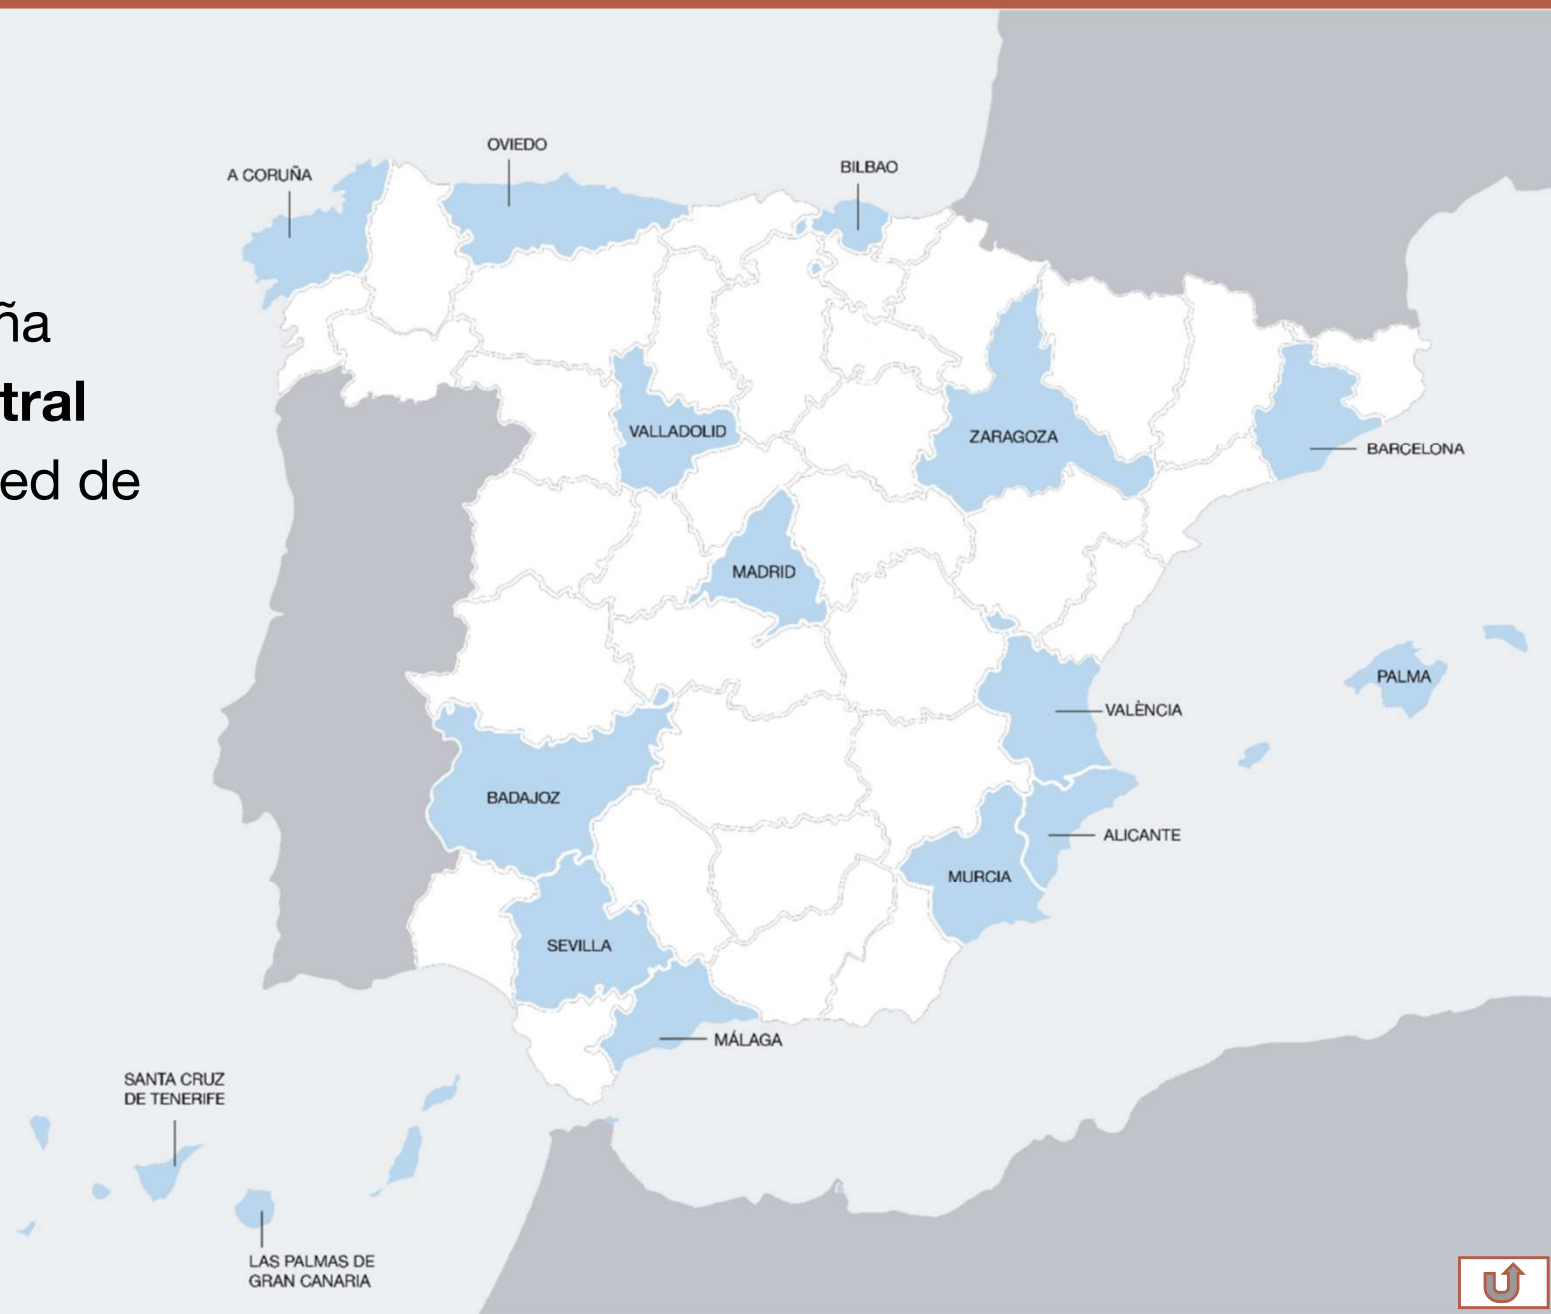 OVIEDO
BILBAO
A CORUÑA
ña
tral
ed de
VALLADOLID
ZARAGOZA
BARCELONA
MADRID
PALMA
VALÈNCIA
BADAJOZ
ALICANTE
MURCIA
SEVILLA
MÁLAGA
SANTA CRUZ
DE TENERIFE
LAS PALMAS DE
GRAN CANARIA